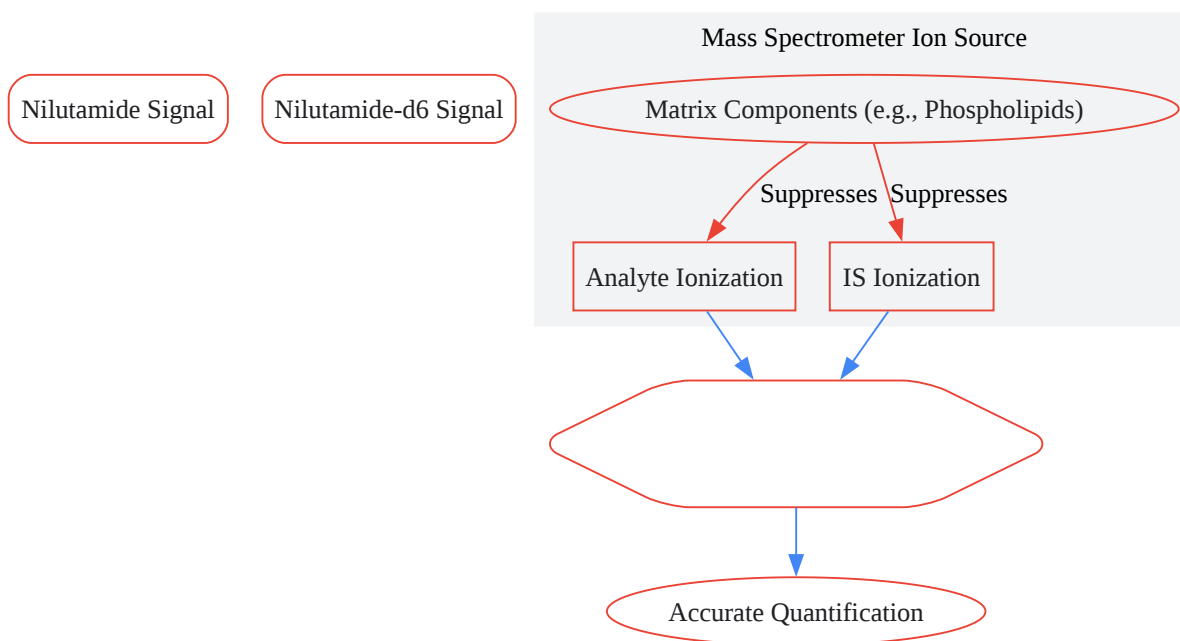 Mass Spectrometer Ion Source
Nilutamide Signal
Nilutamide-d6 Signal
Matrix Components (e.g., Phospholipids)
Suppresses
Suppresses
Analyte Ionization
IS Ionization
Accurate Quantification